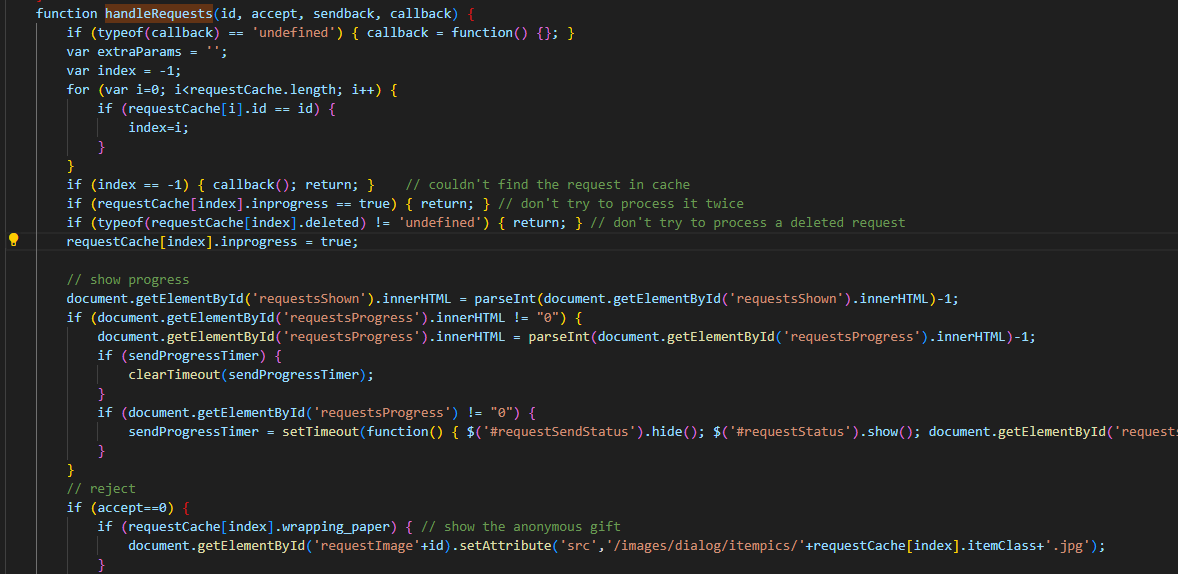 function handleRequests(id, accept, sendback, callback) {
if (typeof(callback) == 'undefined') { callback = function() {}; }
var extraParams = '';
var index = -1;
for (var i=0; i<requestCache.length; i++) {
if (requestCache[i].id == id) {
index=i;
}
}
if (index == -1) { callback(); return; }    // couldn't find the request in cache
if (requestCache[index].inprogress == true) { return; } // don't try to process it twice
if (typeof(requestCache[index].deleted) != 'undefined') { return; } // don't try to process a deleted request
requestCache[index].inprogress = true;
// show progress
document.getElementById('requestsShown').innerHTML = parseInt(document.getElementById('requestsShown').innerHTML)-1;
if (document.getElementById('requestsProgress').innerHTML != "0") {
document.getElementById('requestsProgress').innerHTML = parseInt(document.getElementById('requestsProgress').innerHTML)-1;
if (sendProgressTimer) {
clearTimeout(sendProgressTimer);
}
if (document.getElementById('requestsProgress') != "0") {
sendProgressTimer = setTimeout(function() { $('#requestSendStatus').hide(); $('#requestStatus').show(); document.getElementById('requests
}
}
// reject
if (accept==0) {
if (requestCache[index].wrapping_paper) { // show the anonymous gift
document.getElementById('requestImage'+id).setAttribute('src','/images/dialog/itempics/'+requestCache[index].itemClass+'.jpg');
}